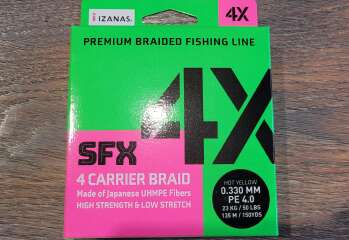 IZANAS.
4X
PREMIUM BRAIDED FISHING LINE
4X
SFX
4 CARRIER BRAID
Made of Japanese UHMPE Fibers
HIGH STRENGTH & LOW STRETCH
HOT YELLOW
0.330 MM
PE 4.0
23 KG / 50 LBS
135 M / 150YDS